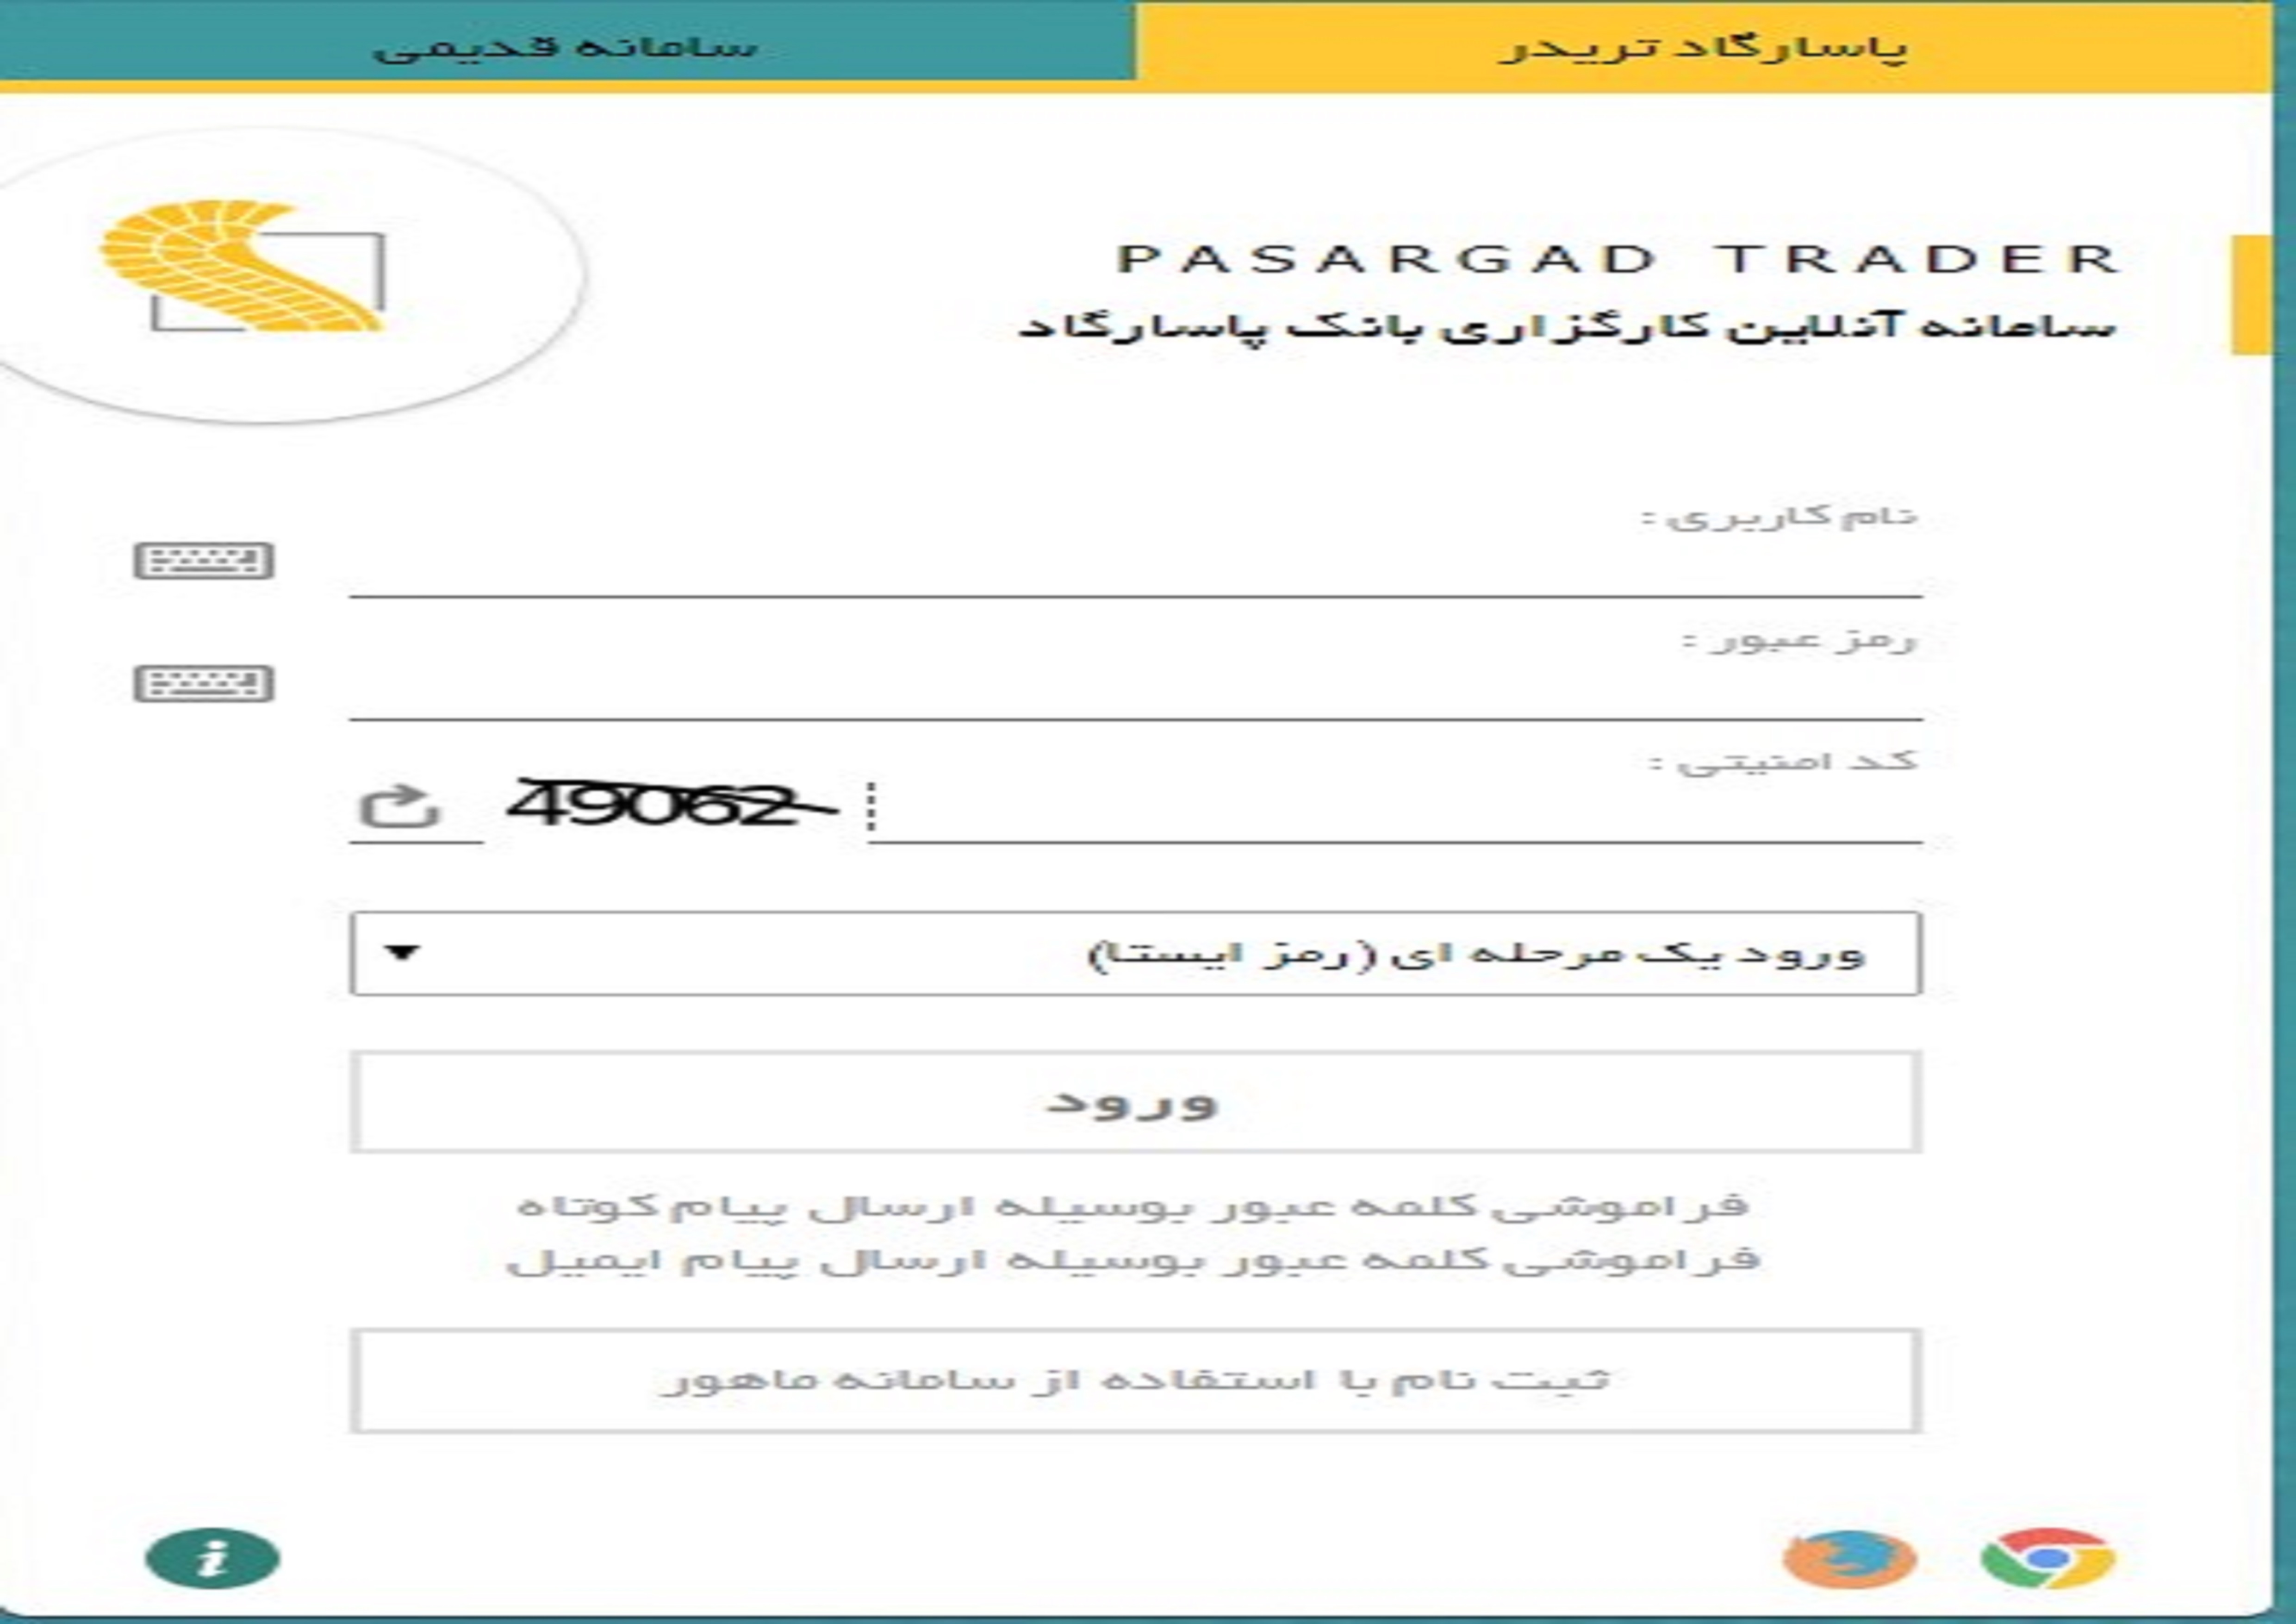 پاسارگاد تریدر
سامانه قدیمی
PASARGAD TRADER
سامانه آنلاین کارگزاری بانک پاسارگاد
نام کاربری :
رمز عبور :
کد امنیتی :
49062
ورود یک مرحله ای (رمز ایستا)
ورود
فراموشی کلمه عبور بوسیله ارسال پیام کوتاه
فراموشی کلمه عبور بوسیله ارسال پیام ایمیل
ثبت نام با استفاده از سامانه ماهور
i